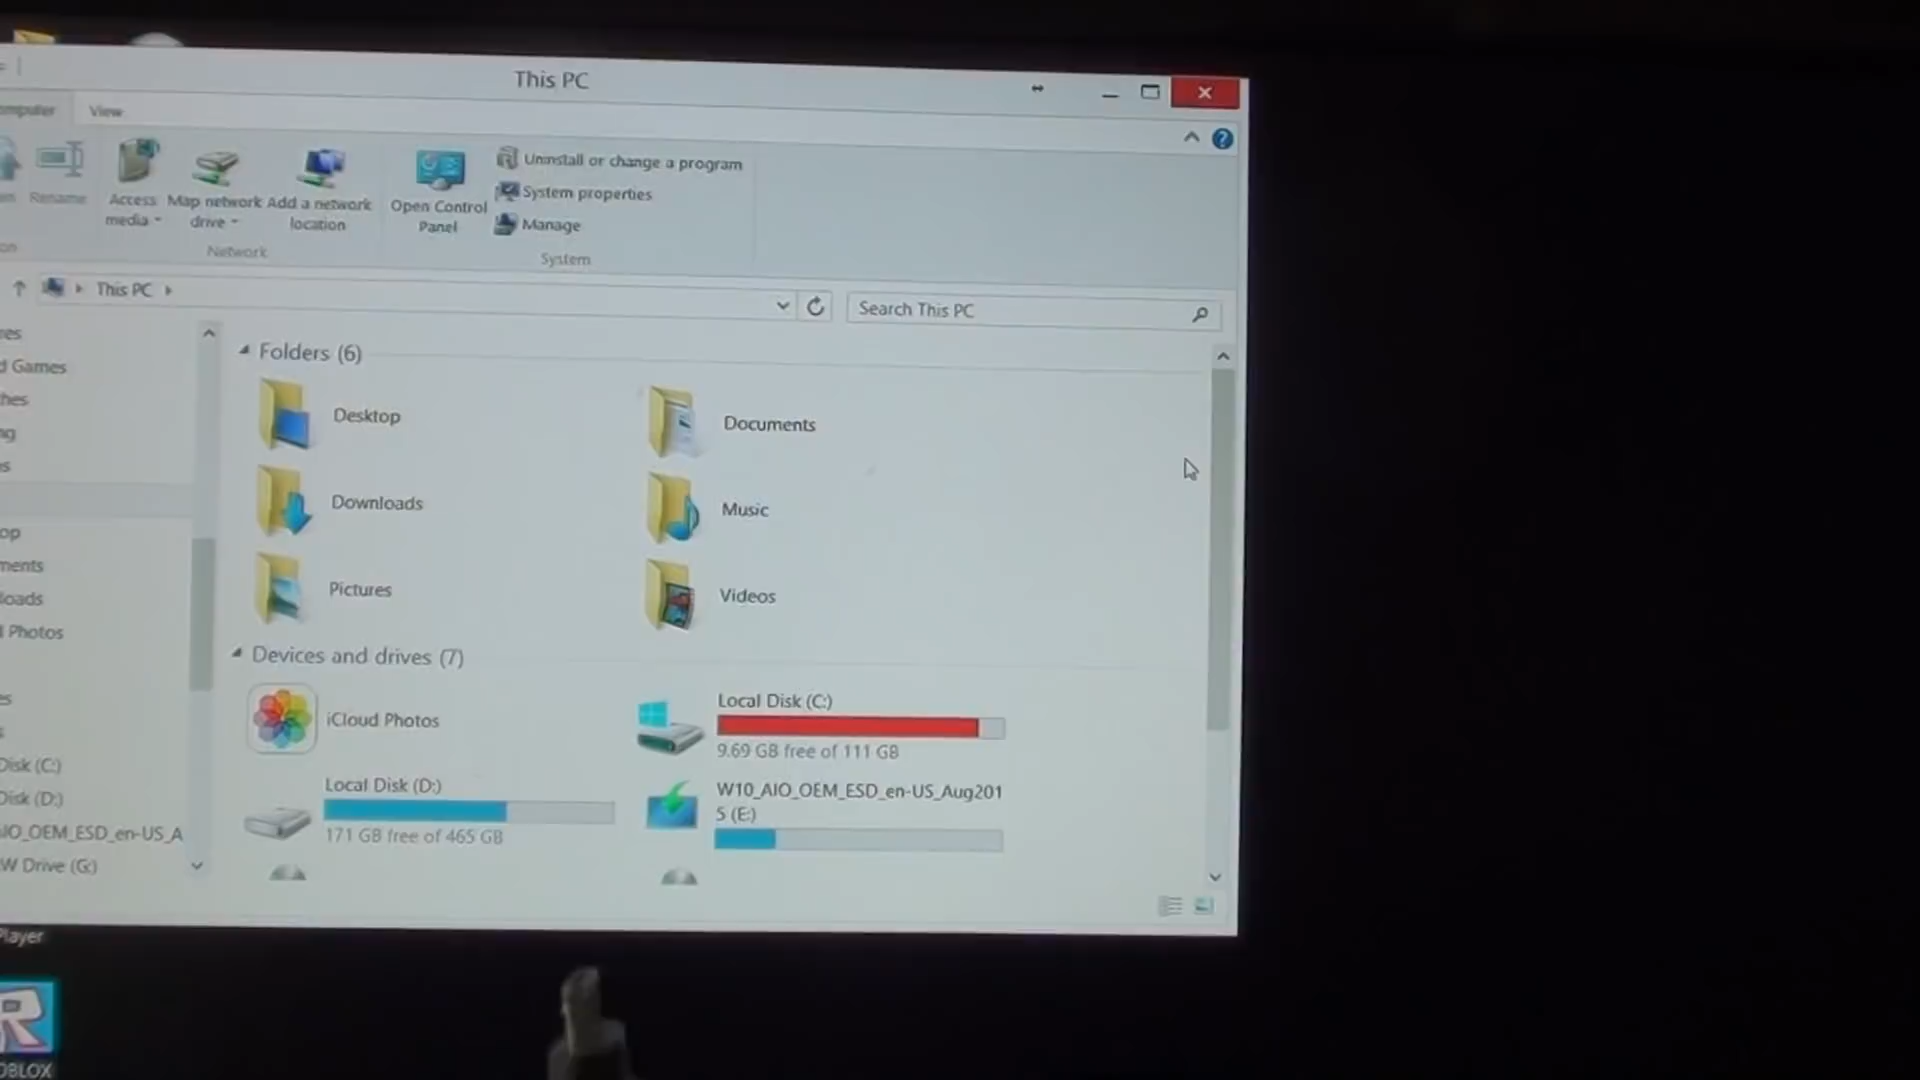 This PC
omputer View
Rename
Access media
Map network drive
Add a network location
Open Control Panel
Uninstall or change a program
System properties
Manage
Network
System
This PC
Search This PC
res
d Games
hes
ng
s
op
ments
loads
l Photos
es
s
Disk (C:)
Disk (D:)
AIO_OEM_ESD_en-US_A
W Drive (G:)
Folders (6)
Desktop
Documents
Downloads
Music
Pictures
Videos
Devices and drives (7)
iCloud Photos
Local Disk (C:)
9.69 GB free of 111 GB
Local Disk (D:)
171 GB free of 465 GB
W10_AIO_OEM_ESD_en-US_Aug201
5 (E:)
Player
R
OBLOX